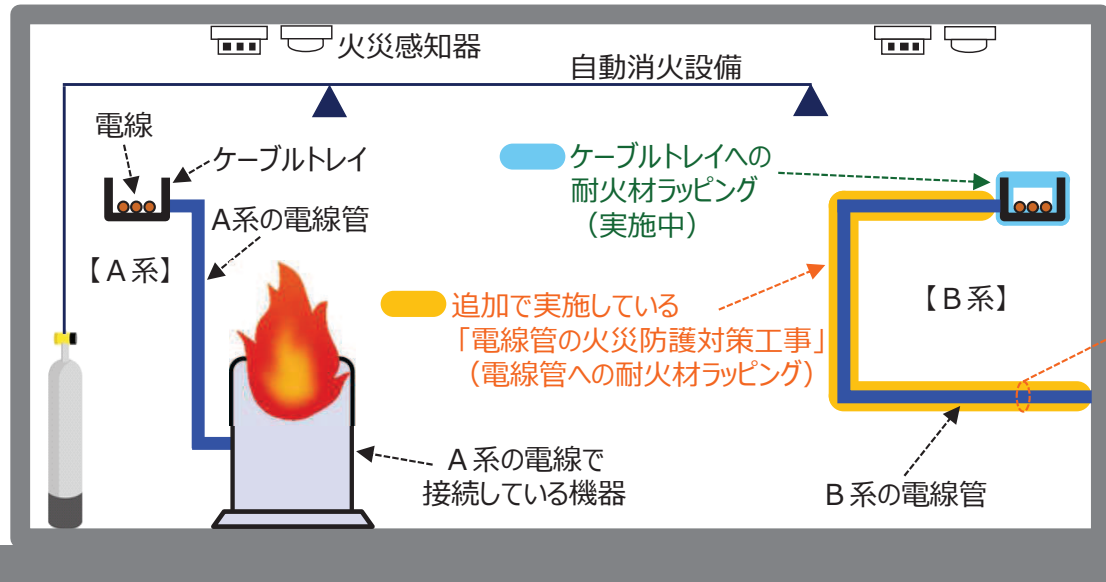 火災感知器
自動消火設備
電線
ケーブルトレイ
A系の電線管
【A系】
ケーブルトレイへの
耐火材ラッピング
(実施中)
追加で実施している
「電線管の火災防護対策工事」
(電線管への耐火材ラッピング)
【B系】
A系の電線で
接続している機器
B系の電線管